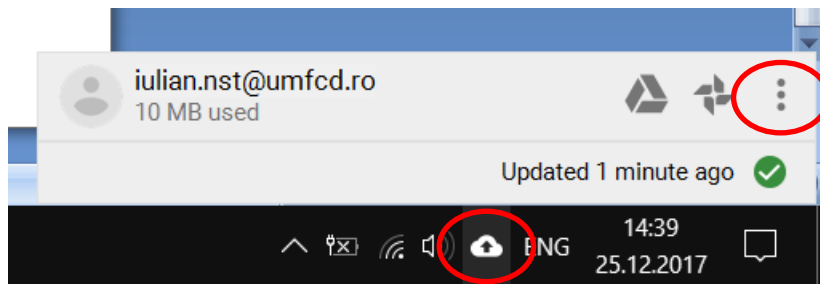 iulian.nst@umfcd.ro
10 MB used
Updated 1 minute ago
ENG
14:39
25.12.2017